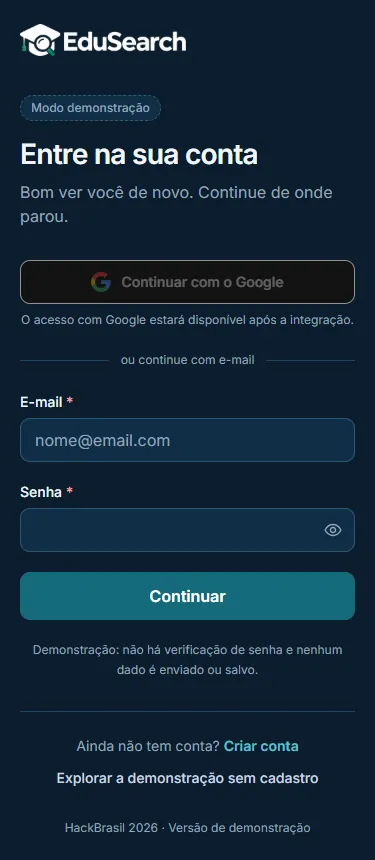 EduSearch
Modo demonstração
Entre na sua conta
Bom ver você de novo. Continue de onde
parou.
Continuar com o Google
O acesso com Google estará disponível após a integração.
ou continue com e-mail
E-mail *
nome@email.com
Senha *
Continuar
Demonstração: não há verificação de senha e nenhum
dado é enviado ou salvo.
Ainda não tem conta? Criar conta
Explorar a demonstração sem cadastro
HackBrasil 2026 · Versão de demonstração